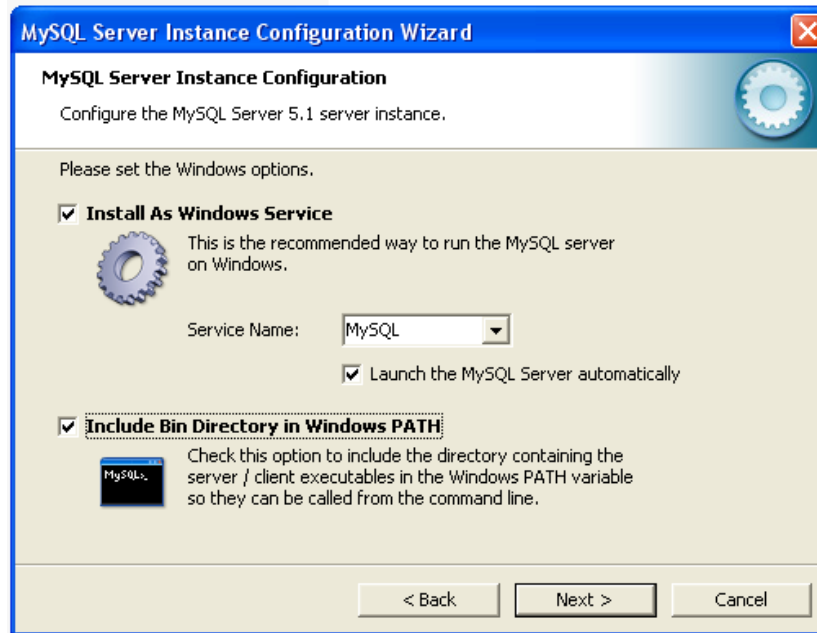 MySQL Server Instance Configuration Wizard
MySQL Server Instance Configuration
Configure the MySQL Server 5.1 server instance.
Please set the Windows options.
Install As Windows Service
This is the recommended way to run the MySQL server
on Windows.
Service Name: MySQL
Launch the MySQL Server automatically
Include Bin Directory in Windows PATH
Check this option to include the directory containing the
server / client executables in the Windows PATH variable
so they can be called from the command line.
MySQL>_
< Back Next > Cancel